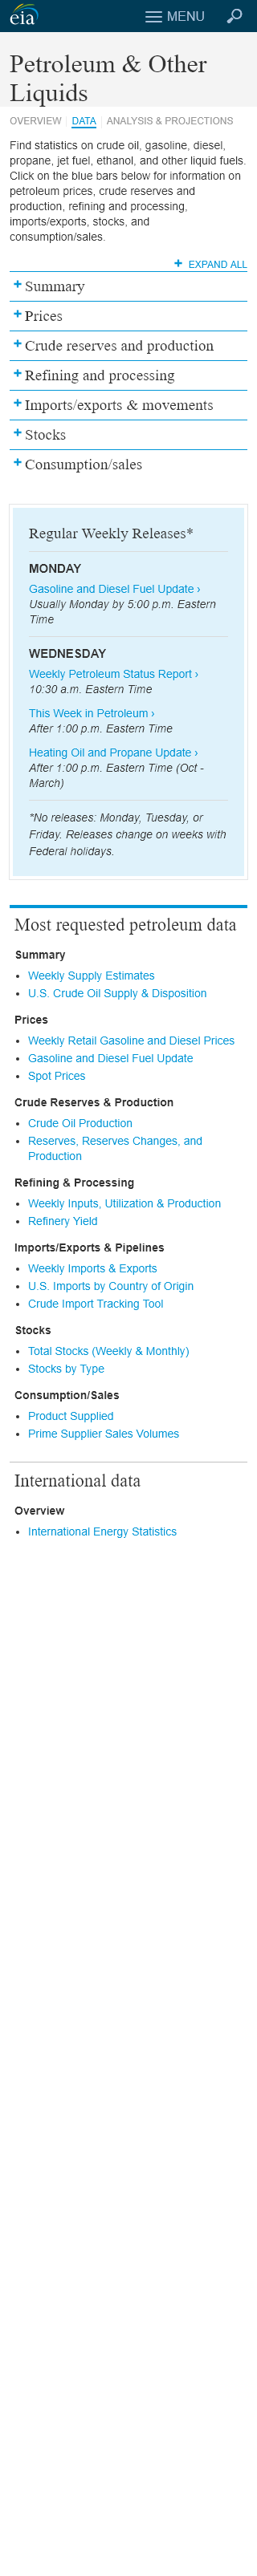 eia
MENU
Petroleum & Other
Liquids
OVERVIEW DATA ANALYSIS & PROJECTIONS
Find statistics on crude oil, gasoline, diesel,
propane, jet fuel, ethanol, and other liquid fuels.
Click on the blue bars below for information on
petroleum prices, crude reserves and
production, refining and processing,
imports/exports, stocks, and
consumption/sales.
+ EXPAND ALL
+ Summary
+ Prices
+ Crude reserves and production
+ Refining and processing
+ Imports/exports & movements
+ Stocks
+ Consumption/sales
Regular Weekly Releases*
MONDAY
Gasoline and Diesel Fuel Update ›
Usually Monday by 5:00 p.m. Eastern
Time
WEDNESDAY
Weekly Petroleum Status Report ›
10:30 a.m. Eastern Time
This Week in Petroleum ›
After 1:00 p.m. Eastern Time
Heating Oil and Propane Update ›
After 1:00 p.m. Eastern Time (Oct -
March)
*No releases: Monday, Tuesday, or
Friday. Releases change on weeks with
Federal holidays.
Most requested petroleum data
Summary
• Weekly Supply Estimates
• U.S. Crude Oil Supply & Disposition
Prices
• Weekly Retail Gasoline and Diesel Prices
• Gasoline and Diesel Fuel Update
• Spot Prices
Crude Reserves & Production
• Crude Oil Production
• Reserves, Reserves Changes, and
Production
Refining & Processing
• Weekly Inputs, Utilization & Production
• Refinery Yield
Imports/Exports & Pipelines
• Weekly Imports & Exports
• U.S. Imports by Country of Origin
• Crude Import Tracking Tool
Stocks
• Total Stocks (Weekly & Monthly)
• Stocks by Type
Consumption/Sales
• Product Supplied
• Prime Supplier Sales Volumes
International data
Overview
• International Energy Statistics